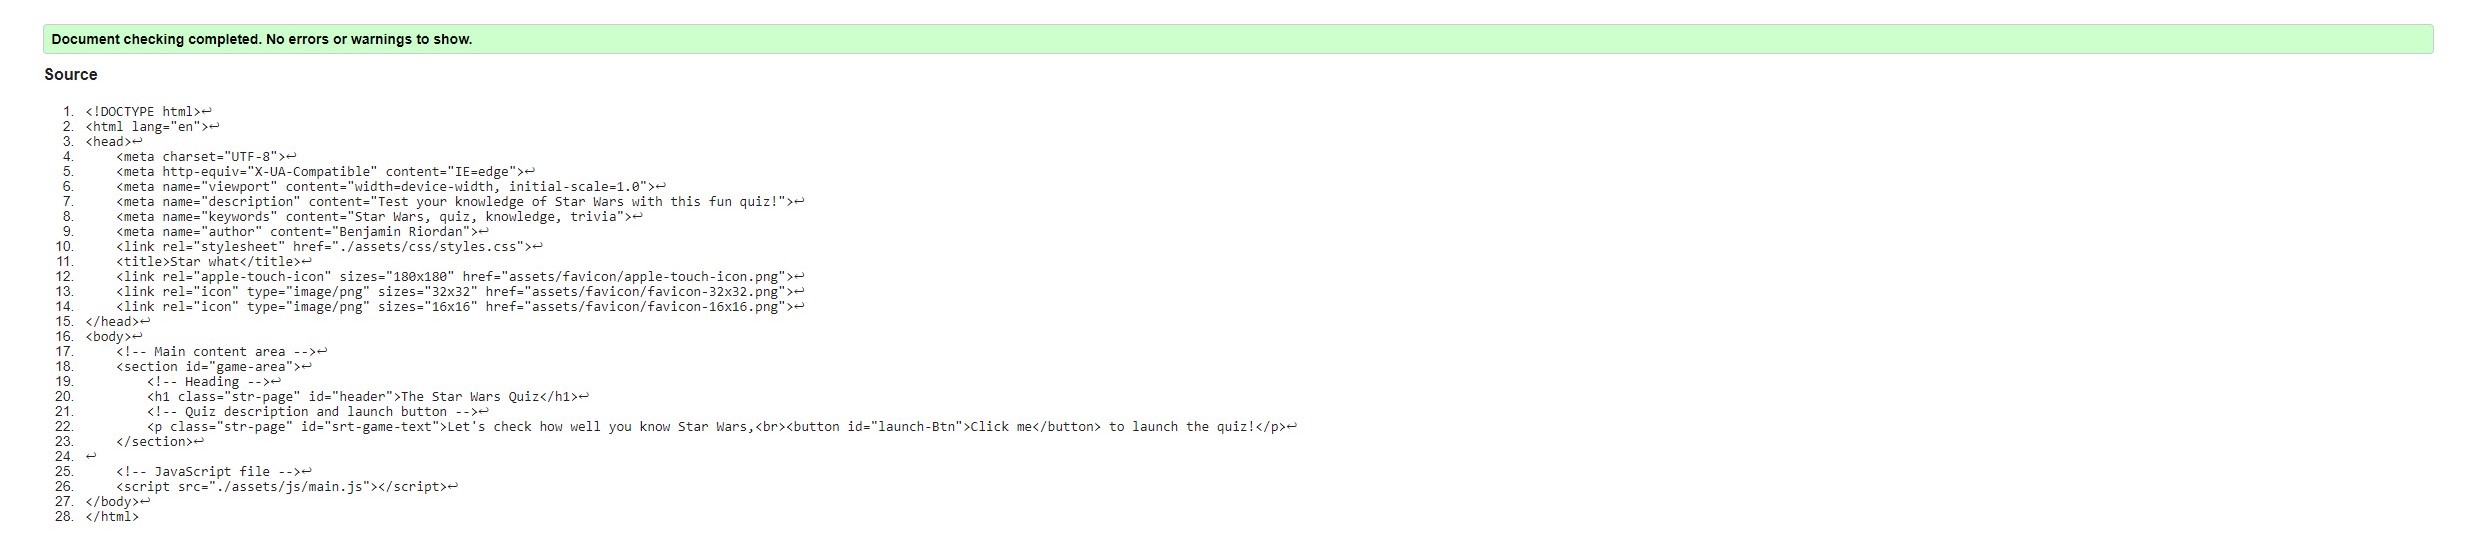 Document checking completed. No errors or warnings to show.
Source
1. <!DOCTYPE html>↩
2. <html lang="en">↩
3. <head>↩
4.     <meta charset="UTF-8">↩
5.     <meta http-equiv="X-UA-Compatible" content="IE=edge">↩
6.     <meta name="viewport" content="width=device-width, initial-scale=1.0">↩
7.     <meta name="description" content="Test your knowledge of Star Wars with this fun quiz!">↩
8.     <meta name="keywords" content="Star Wars, quiz, knowledge, trivia">↩
9.     <meta name="author" content="Benjamin Riordan">↩
10.     <link rel="stylesheet" href="./assets/css/styles.css">↩
11.     <title>Star what</title>↩
12.     <link rel="apple-touch-icon" sizes="180x180" href="assets/favicon/apple-touch-icon.png">↩
13.     <link rel="icon" type="image/png" sizes="32x32" href="assets/favicon/favicon-32x32.png">↩
14.     <link rel="icon" type="image/png" sizes="16x16" href="assets/favicon/favicon-16x16.png">↩
15. </head>↩
16. <body>↩
17.     <!-- Main content area -->↩
18.     <section id="game-area">↩
19.         <!-- Heading -->↩
20.         <h1 class="str-page" id="header">The Star Wars Quiz</h1>↩
21.         <!-- Quiz description and launch button -->↩
22.         <p class="str-page" id="srt-game-text">Let's check how well you know Star Wars,<br><button id="launch-Btn">Click me</button> to launch the quiz!</p>↩
23.     </section>↩
24. ↩
25.     <!-- JavaScript file -->↩
26.     <script src="./assets/js/main.js"></script>↩
27. </body>↩
28. </html>